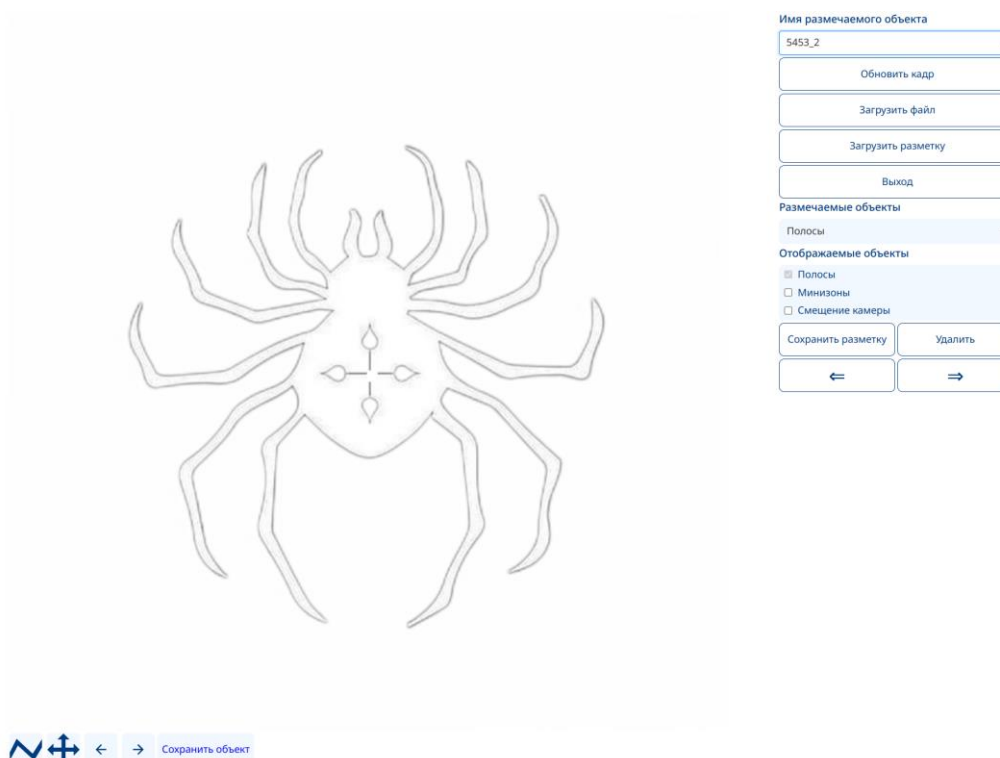 Имя размечаемого объекта
5453_2
Обновить кадр
Загрузить файл
Загрузить разметку
Выход
Размечаемые объекты
Полосы
Отображаемые объекты
Полосы
Минизоны
Смещение камеры
Сохранить разметку
Удалить
⇐
⇒
← → Сохранить объект